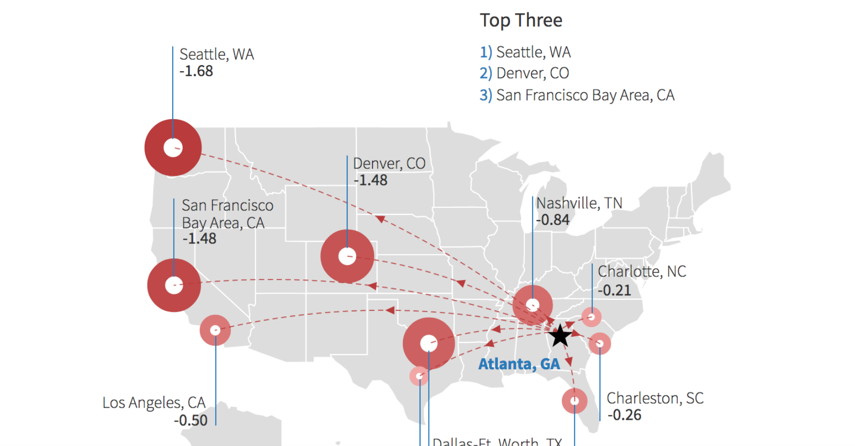 Top Three
1) Seattle, WA
2) Denver, CO
3) San Francisco Bay Area, CA
Seattle, WA
-1.68
Denver, CO
-1.48
San Francisco
Bay Area, CA
-1.48
Nashville, TN
-0.84
Charlotte, NC
-0.21
Atlanta, GA
Los Angeles, CA
-0.50
Charleston, SC
-0.26
Dallas-Ft. Worth, TX